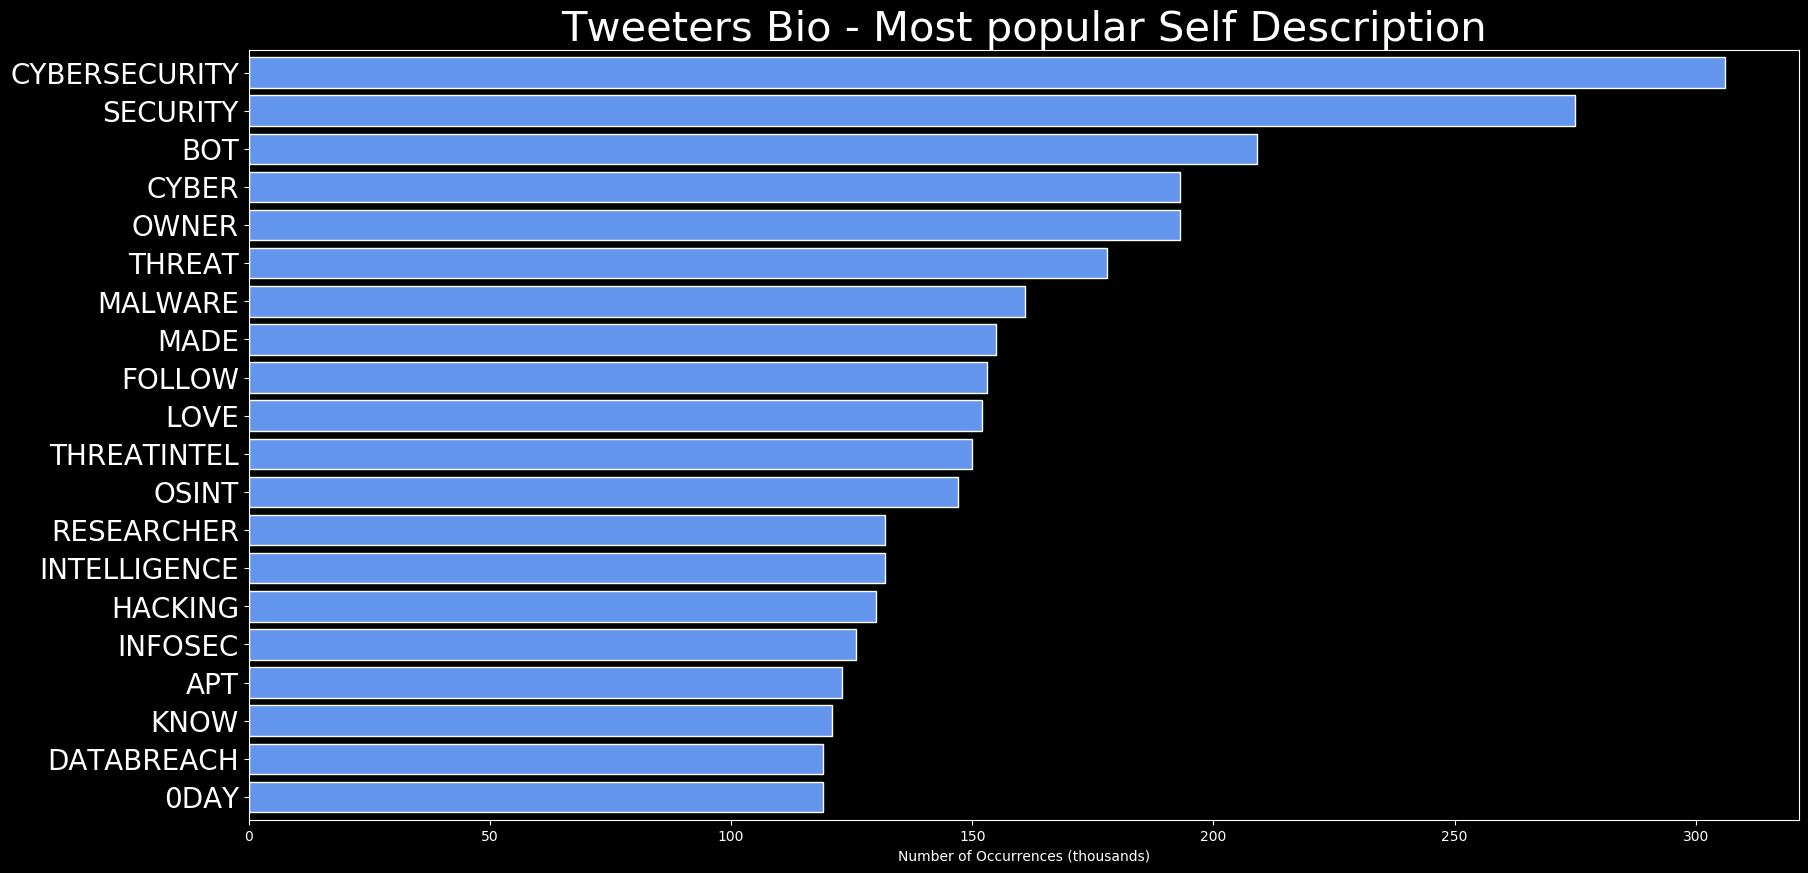 Tweeters Bio - Most popular Self Description
CYBERSECURITY
SECURITY
BOT
CYBER
OWNER
THREAT
MALWARE
MADE
FOLLOW
LOVE
THREATINTEL
OSINT
RESEARCHER
INTELLIGENCE
HACKING
INFOSEC
APT
KNOW
DATABREACH
0DAY
0 50 100 150 200 250 300
Number of Occurrences (thousands)